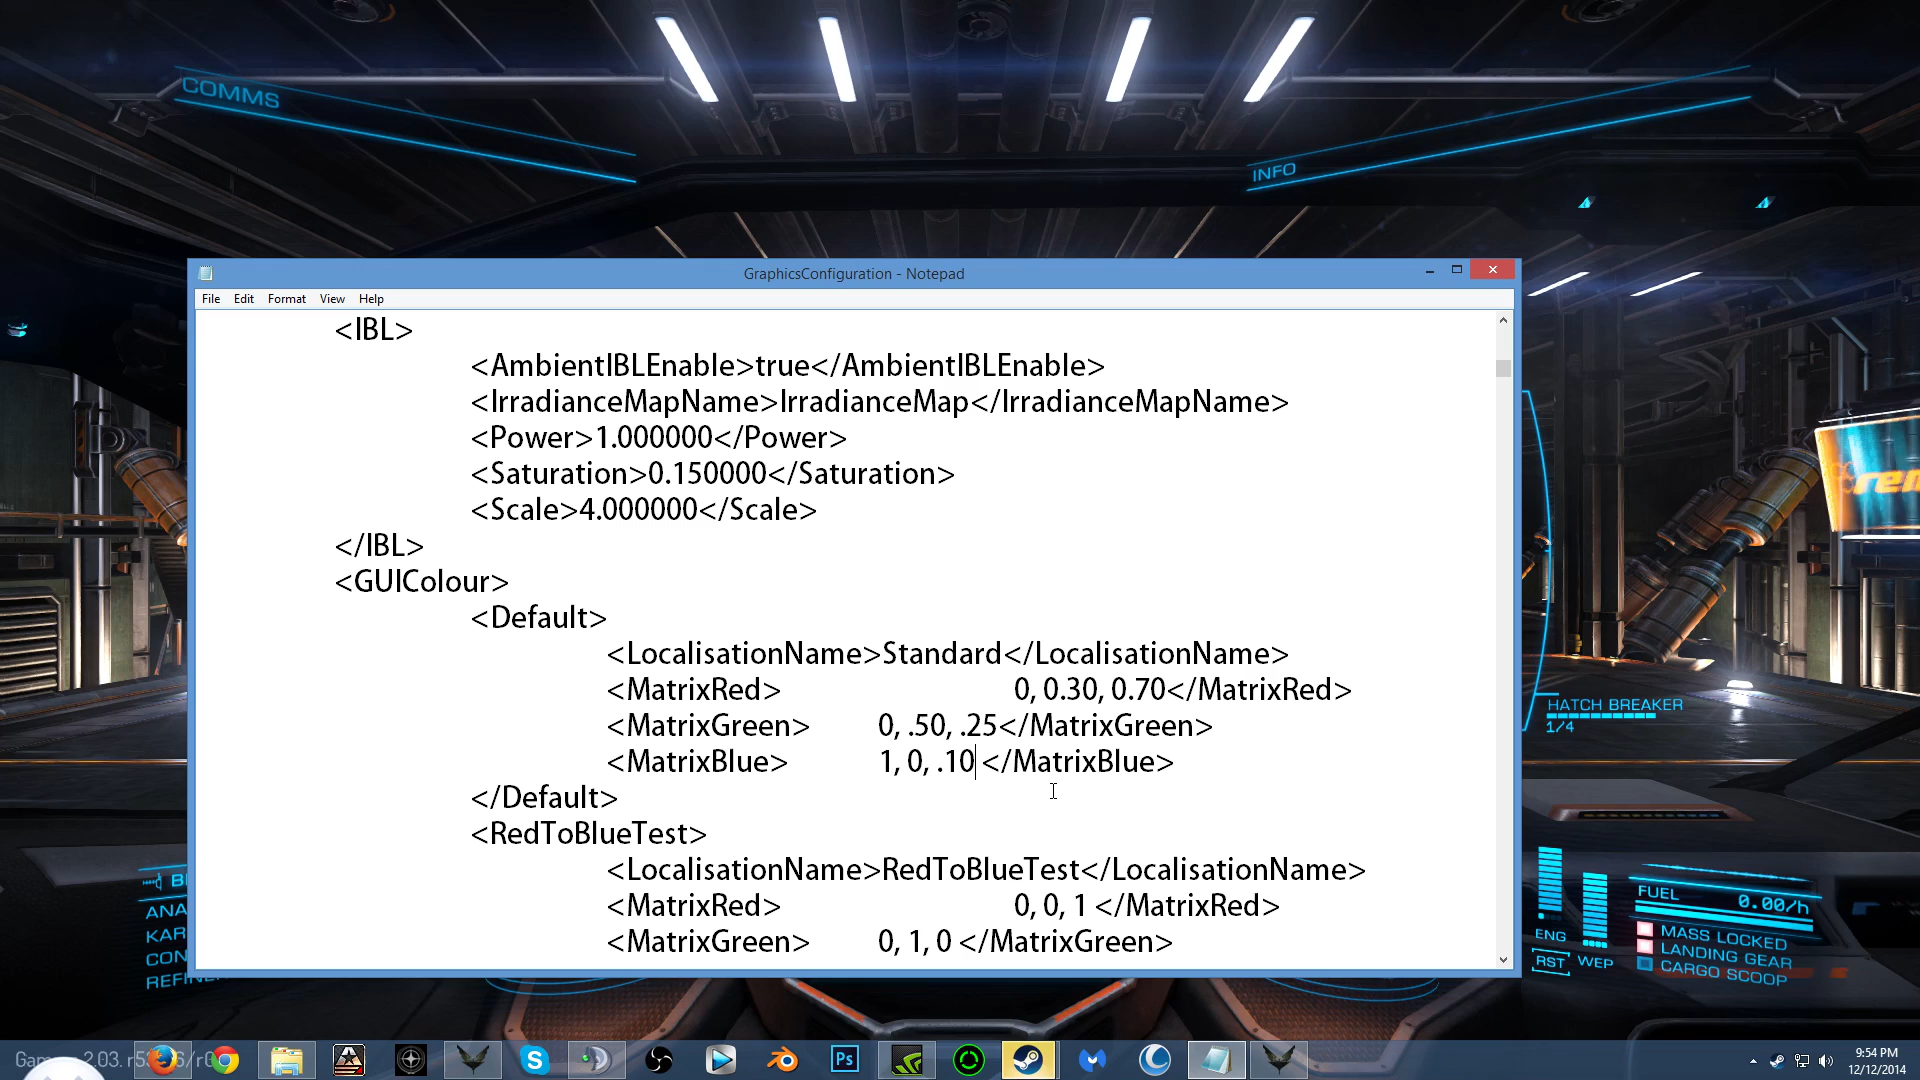 COMMS
INFO
GraphicsConfiguration - Notepad
File Edit Format View Help
<IBL>
<AmbientIBLEnable>true</AmbientIBLEnable>
<IrradianceMapName>IrradianceMap</IrradianceMapName>
<Power>1.000000</Power>
<Saturation>0.150000</Saturation>
<Scale>4.000000</Scale>
</IBL>
<GUIColour>
<Default>
<LocalisationName>Standard</LocalisationName>
<MatrixRed> 0, 0.30, 0.70</MatrixRed>
<MatrixGreen> 0, .50, .25</MatrixGreen>
<MatrixBlue> 1, 0, .10 </MatrixBlue>
</Default>
<RedToBlueTest>
<LocalisationName>RedToBlueTest</LocalisationName>
<MatrixRed> 0, 0, 1 </MatrixRed>
<MatrixGreen> 0, 1, 0 </MatrixGreen>
HATCH BREAKER
1/4
FUEL 0.00/h
MASS LOCKED
LANDING GEAR
CARGO SCOOP
ENG
RST WEP
ANA
KAR
CON
REFIN
Ps
9:54 PM
12/12/2014